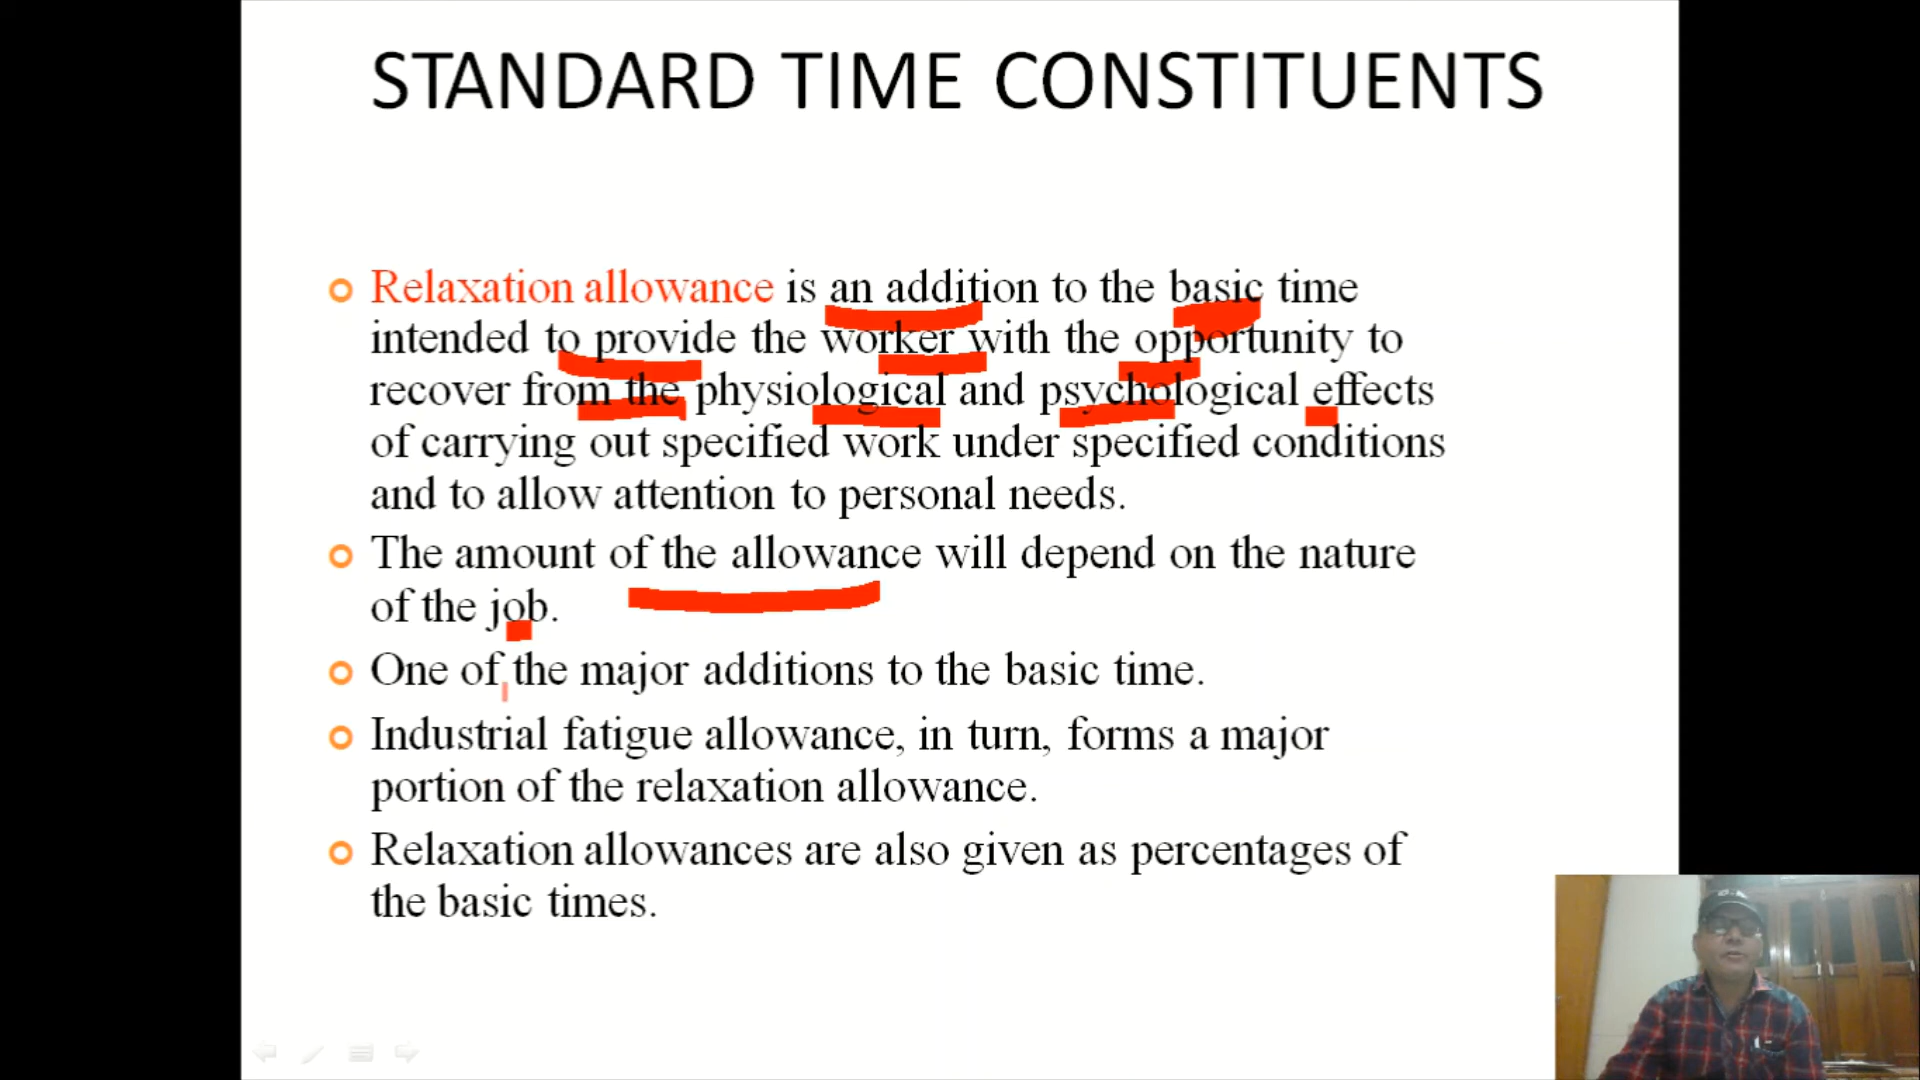 STANDARD TIME CONSTITUENTS
Relaxation allowance is an addition to the basic time
intended to provide the worker with the opportunity to
recover from the physiological and psychological effects
of carrying out specified work under specified conditions
and to allow attention to personal needs.
The amount of the allowance will depend on the nature
of the job.
One of the major additions to the basic time.
Industrial fatigue allowance, in turn, forms a major
portion of the relaxation allowance.
Relaxation allowances are also given as percentages of
the basic times.